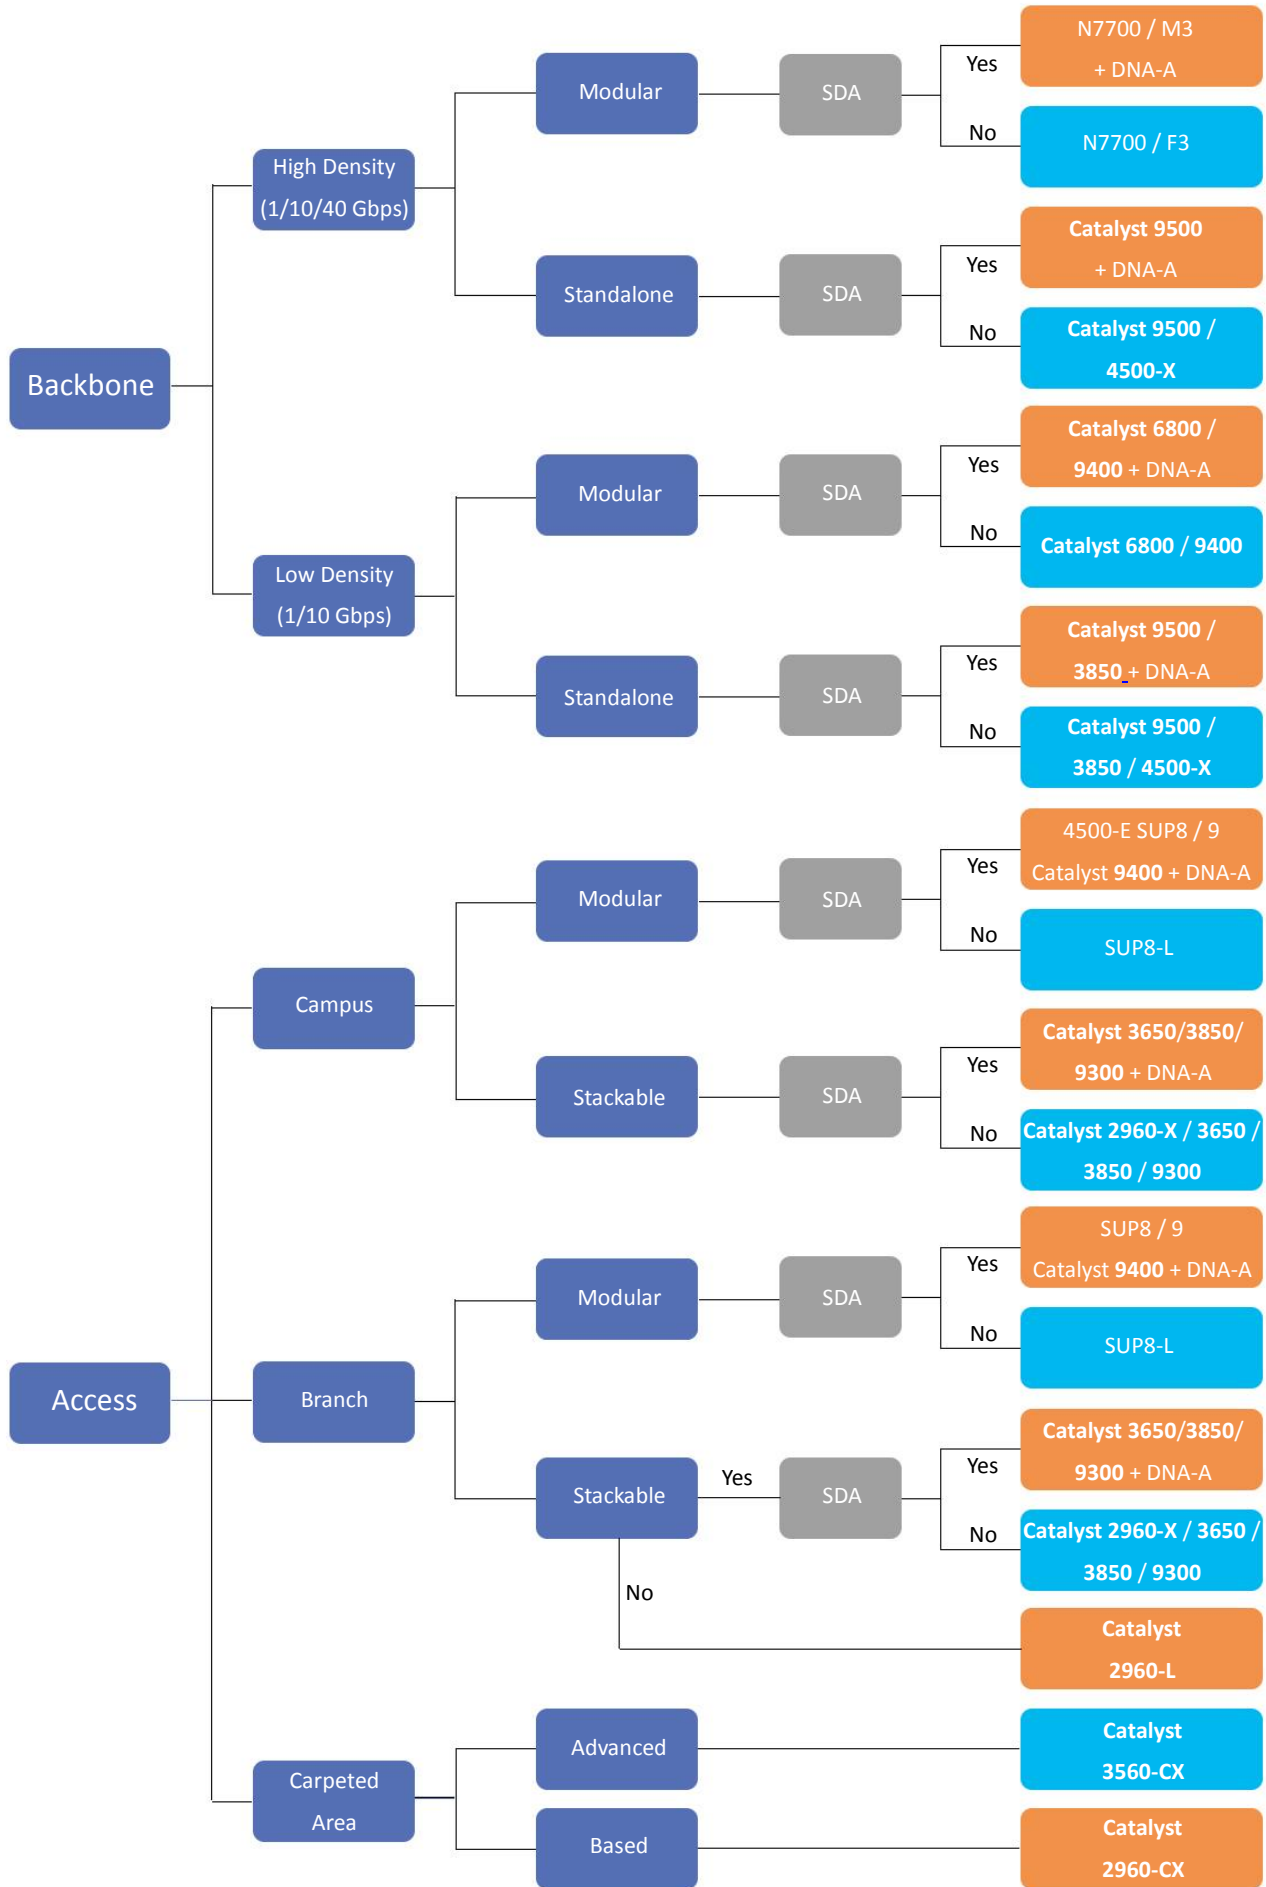 N7700 / M3
+ DNA-A
Modular
SDA
Yes
No
N7700 / F3
High Density
(1/10/40 Gbps)
Catalyst 9500
+ DNA-A
Standalone
SDA
Yes
No
Catalyst 9500 /
4500-X
Backbone
Catalyst 6800 /
9400 + DNA-A
Modular
SDA
Yes
No
Catalyst 6800 / 9400
Low Density
(1/10 Gbps)
Catalyst 9500 /
3850 + DNA-A
Standalone
SDA
Yes
No
Catalyst 9500 /
3850 / 4500-X
4500-E SUP8 / 9
Catalyst 9400 + DNA-A
Modular
SDA
Yes
No
SUP8-L
Campus
Catalyst 3650/3850/
9300 + DNA-A
Stackable
SDA
Yes
No
Catalyst 2960-X / 3650 /
3850 / 9300
SUP8 / 9
Catalyst 9400 + DNA-A
Modular
SDA
Yes
No
SUP8-L
Access
Branch
Catalyst 3650/3850/
9300 + DNA-A
Stackable
Yes
SDA
Yes
No
Catalyst 2960-X / 3650 /
3850 / 9300
No
Catalyst
2960-L
Advanced
Catalyst
3560-CX
Carpeted
Area
Based
Catalyst
2960-CX